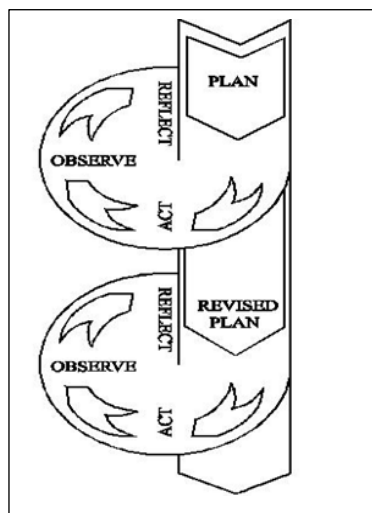 PLAN
REFLECT
OBSERVE
ACT
REFLECT
REVISED
PLAN
OBSERVE
ACT